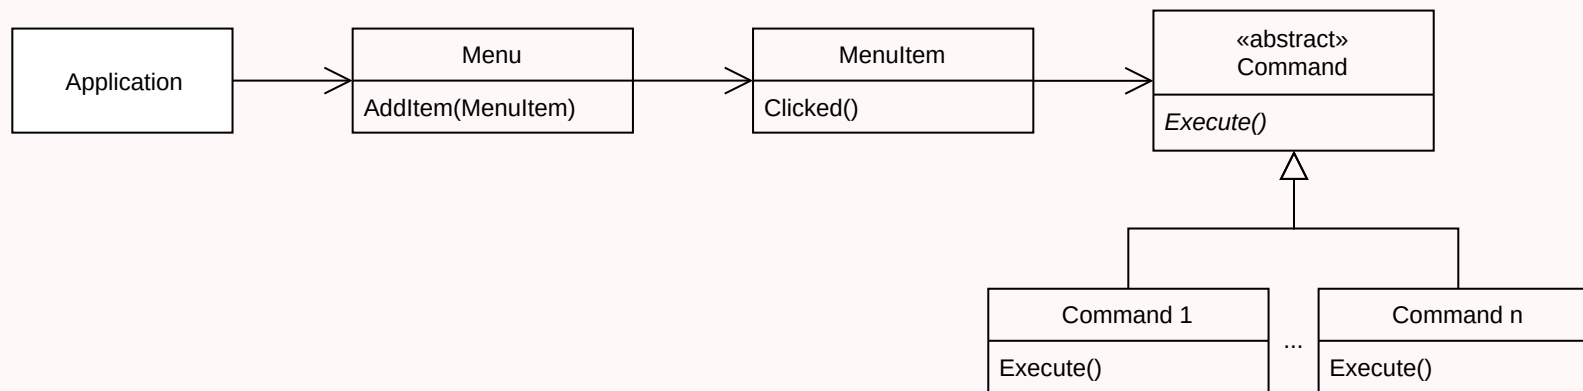 Application
Menu
AddItem(MenuItem)
MenuItem
Clicked()
«abstract»
Command
Execute()
Command 1
Execute()
...
Command n
Execute()